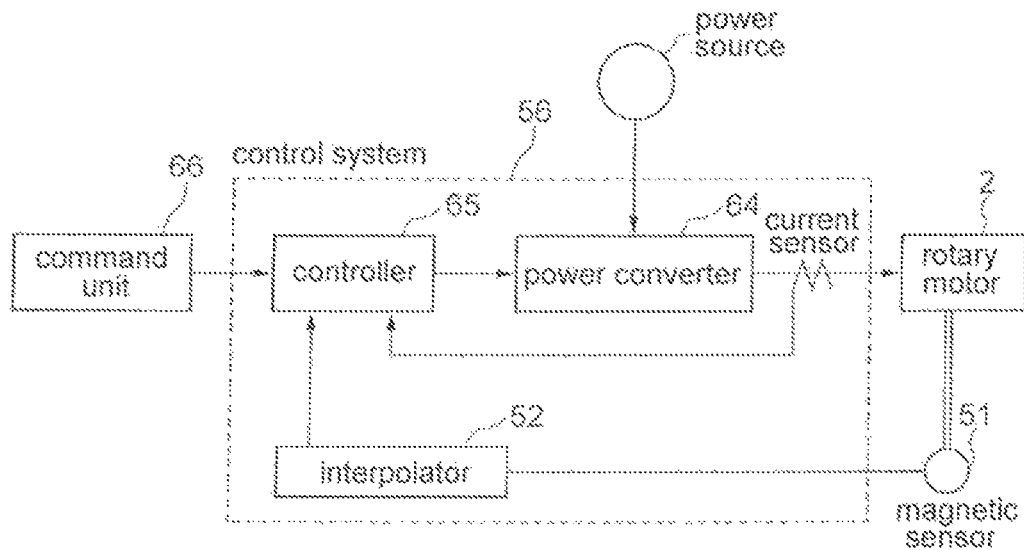 power
source
56
control system
66
65
64
current
sensor
2
command
unit
controller
power converter
rotary
motor
52
51
interpolator
magnetic
sensor